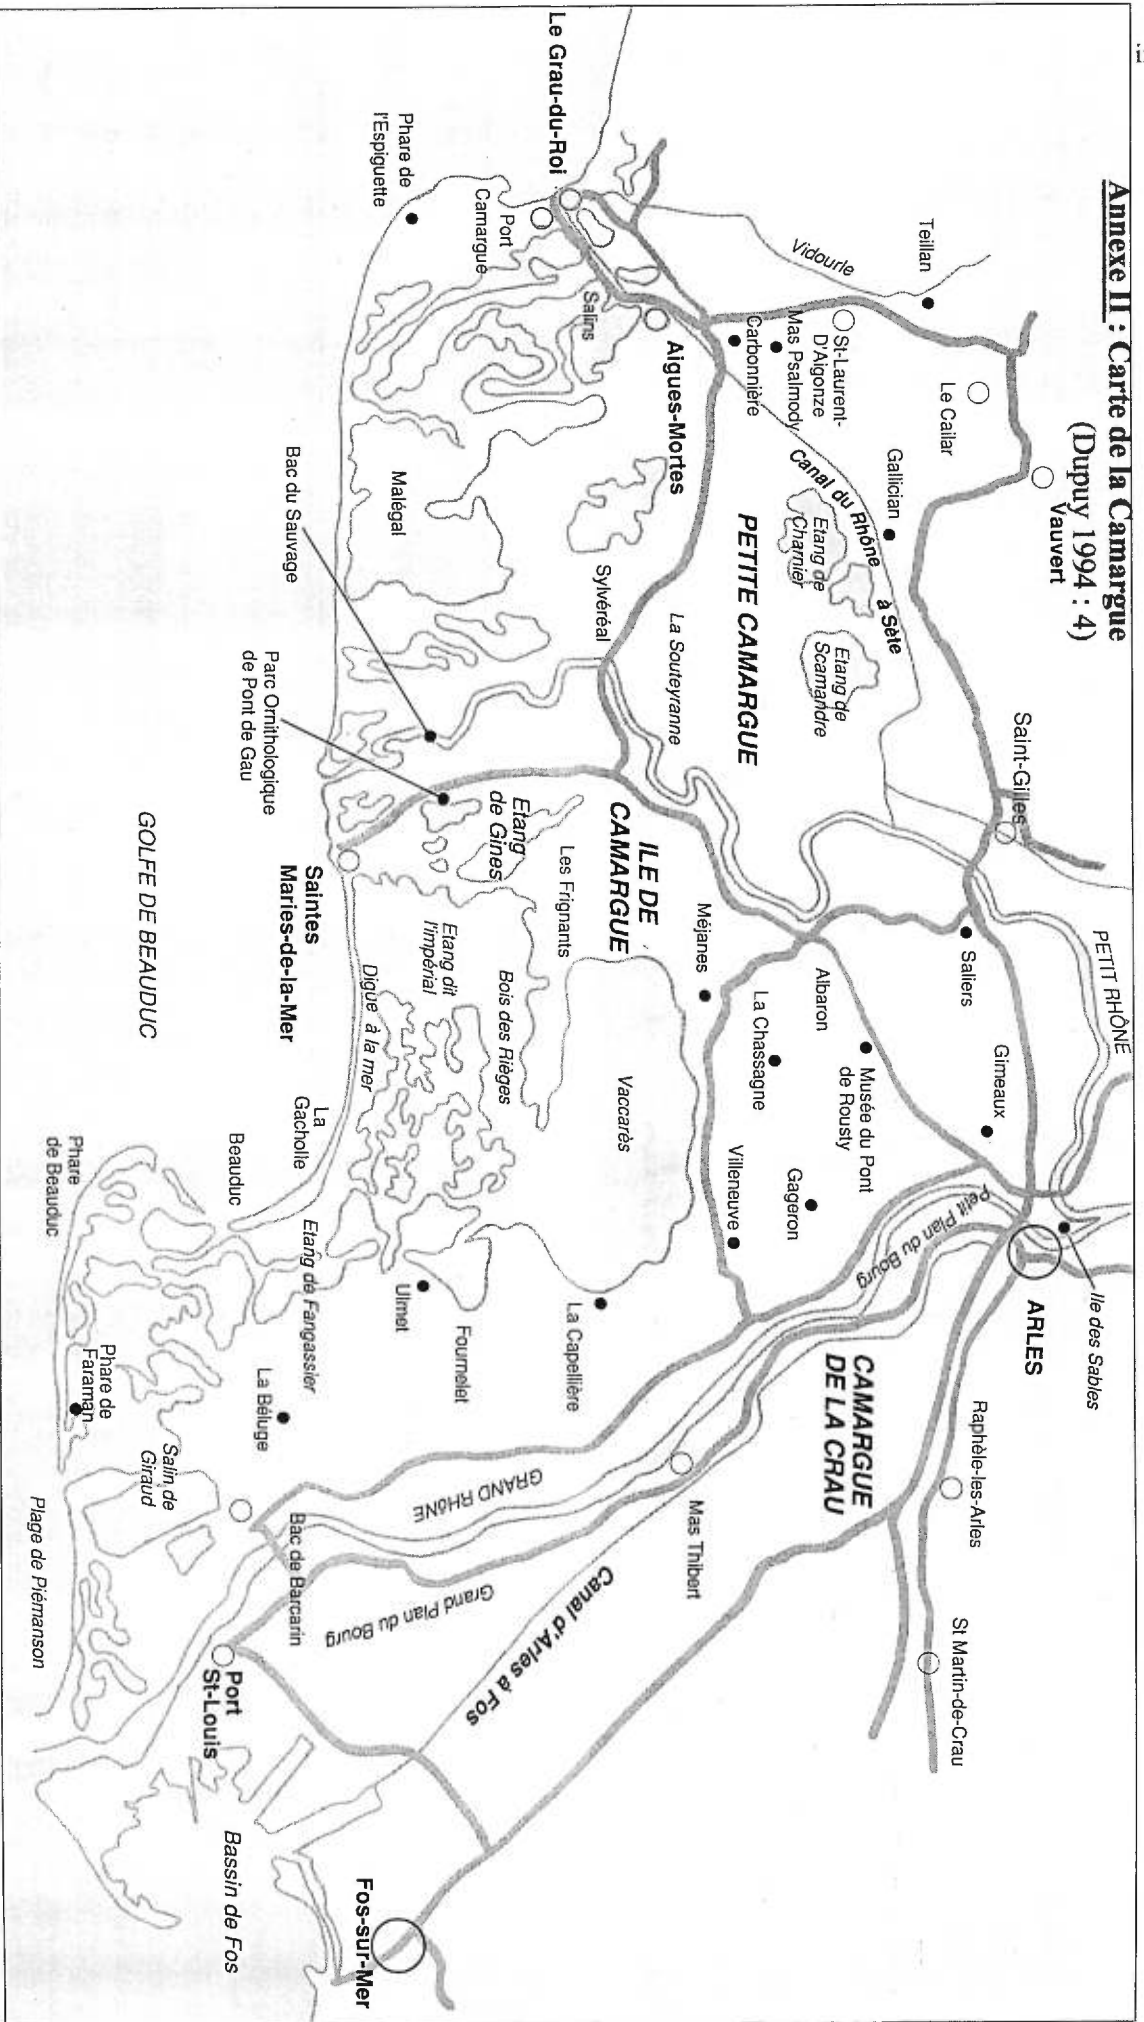 Annexe II : Carte de la Camargue
(Dupuy 1994 : 4)
Teillan
Vidourle
Le Cailar
Vauvert
St-Laurent-
D'Aigonze
Mas Psalmody
Carbonnière
Gallician
Canal du Rhône
à Sète
Etang de
Charnier
Etang de
Scamandre
Saint-Gilles
PETIT RHÔNE
Saliers
Gimeaux
Ile des Sables
ARLES
Raphèle-les-Arles
St Martin-de-Crau
Le Grau-du-Roi
Port
Camargue
Phare de
l'Espiguette
Salins
Aigues-Mortes
PETITE CAMARGUE
La Souteyranne
Sylvéréal
Malégal
Bac du Sauvage
Parc Ornithologique
de Pont de Gau
ILE DE
CAMARGUE
Albaron
Méjanes
La Chassagne
Musée du Pont
de Rousty
Gageron
Villeneuve
Petit Plan du Bourg
CAMARGUE
DE LA CRAU
Etang
de Gines
Les Frignants
Etang dit
l'impérial
Bois des Rièges
Vaccarès
La Capellière
Fournelet
Ulmet
Mas Thibert
GRAND RHôNE
Grand Plan du Bourg
Canal d'Arles à Fos
Saintes
Maries-de-la-Mer
Digue à la mer
La
Gacholle
Beauduc
Etang de Fangassier
La Béluge
Bac de Barcarin
Port
St-Louis
Bassin de Fos
Fos-sur-Mer
GOLFE DE BEAUDUC
Phare
de Beauduc
Phare de
Faraman
Salin de
Giraud
Plage de Piémanson